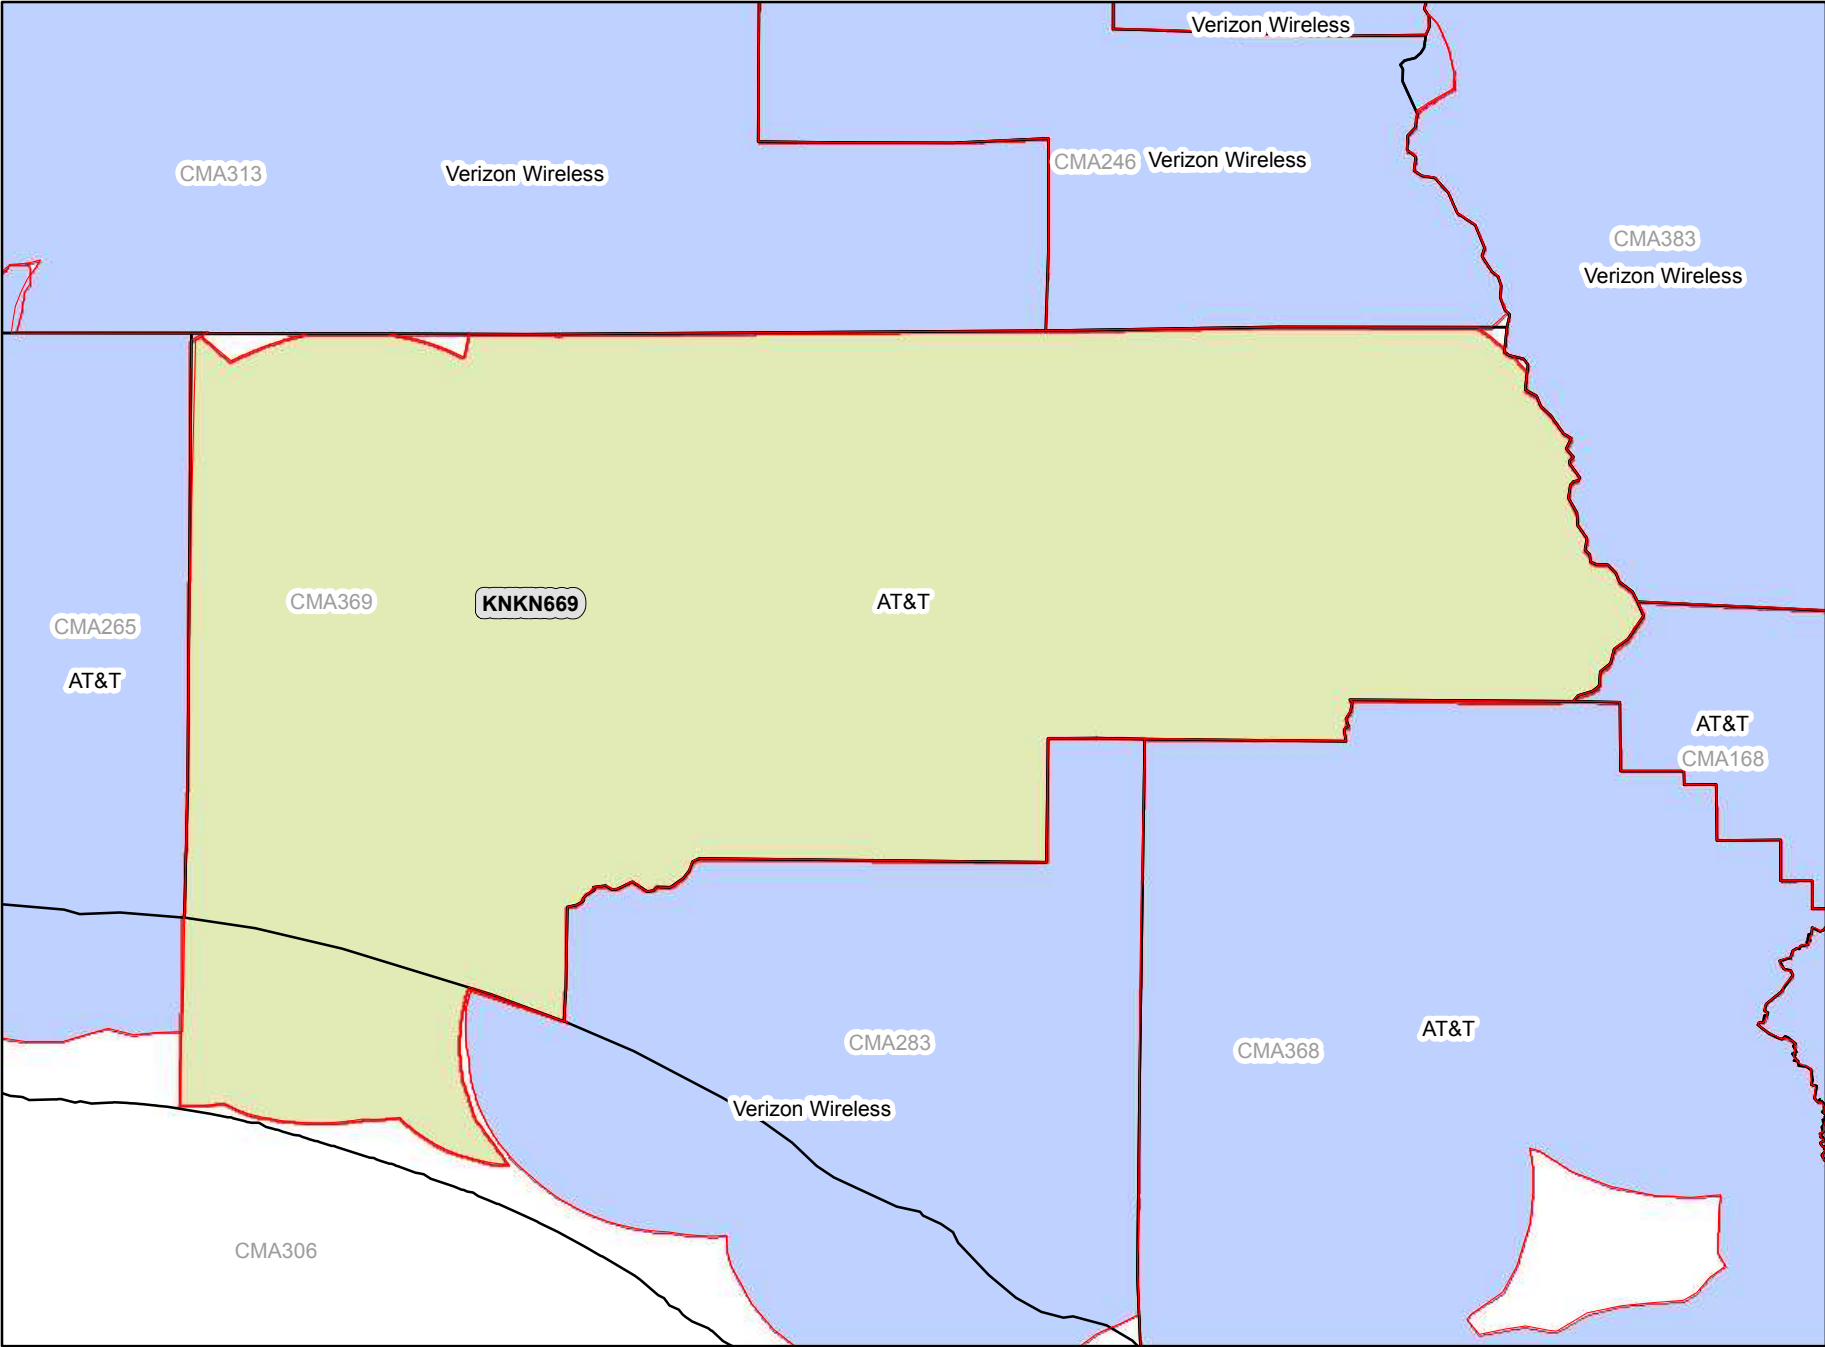 Verizon Wireless
CMA313
Verizon Wireless
CMA246
Verizon Wireless
CMA383
Verizon Wireless
CMA369
KNKN669
AT&T
CMA265
AT&T
AT&T
CMA168
CMA283
Verizon Wireless
CMA368
AT&T
CMA306